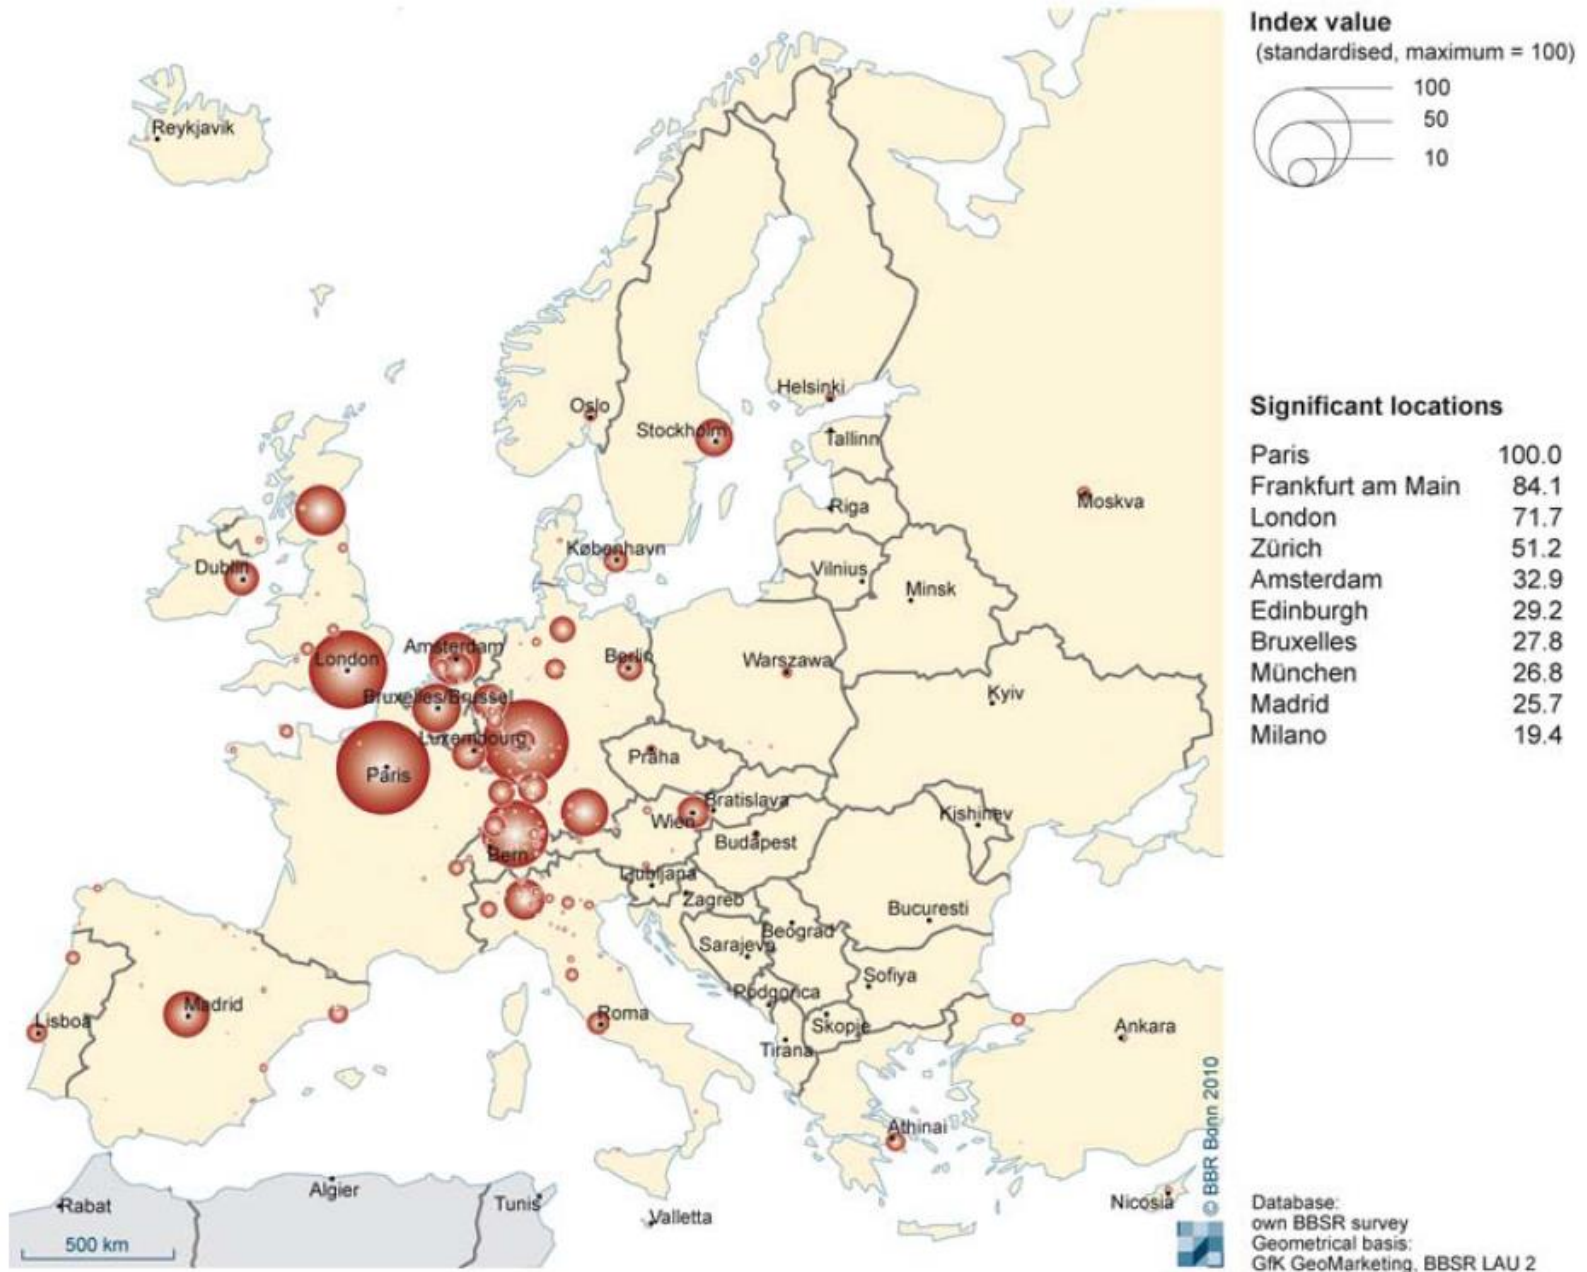 Index value
(standardised, maximum = 100)
100
50
10
Reykjavik
Helsinki
Oslo
Stockholm
Tallinn
Significant locations
Paris 100.0
Frankfurt am Main 84.1
London 71.7
Zürich 51.2
Amsterdam 32.9
Edinburgh 29.2
Bruxelles 27.8
München 26.8
Madrid 25.7
Milano 19.4
Moskva
Riga
København
Dublin
Vilnius
Minsk
Amsterdam
London
Berlin
Warszawa
Bruxelles/Brussel
Kyiv
Luxembourg
Praha
Paris
Bratislava
Wien
Kishinev
Budapest
Bern
Ljubljana
Zagreb
Bucuresti
Beograd
Sarajevo
Sofiya
Podgorica
Madrid
Lisboa
Roma
Skopje
Ankara
Tirana
Athinai
© BBR Bonn 2010
Algier
Tunis
Nicosia
Rabat
Valletta
500 km
Database:
own BBSR survey
Geometrical basis:
GfK GeoMarketing, BBSR LAU 2